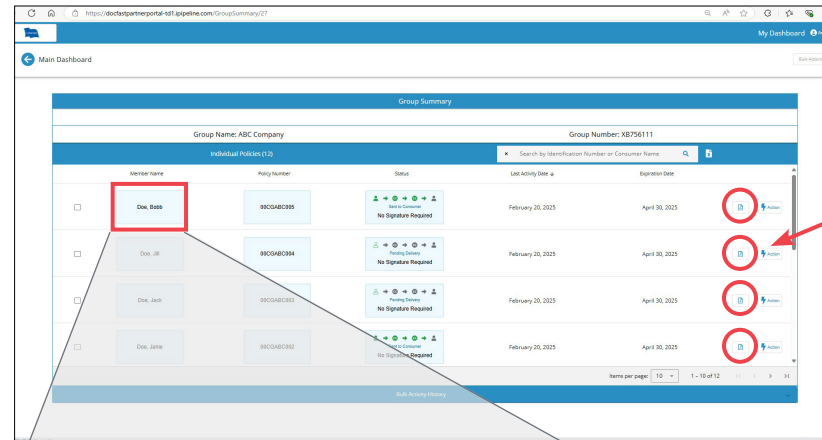 https://docfastpartnerportal-td1.ipipeline.com/GroupSummary/27
My Dashboard
Main Dashboard
Bulk Actions
Group Summary
Group Name: ABC Company Group Number: XB756111
Individual Policies (12) × Search by Identification Number or Consumer Name
Member Name Policy Number Status Last Activity Date Expiration Date
Doe, Bobb 00CGABC005 Sent to Consumer No Signature Required February 20, 2025 April 30, 2025 Action
Doe, Jill 00CGABC004 Pending Delivery No Signature Required February 20, 2025 April 30, 2025 Action
Doe, Jack 00CGABC003 Pending Delivery No Signature Required February 20, 2025 April 30, 2025 Action
Doe, Janie 00CGABC002 Sent to Consumer No Signature Required February 20, 2025 April 30, 2025 Action
Items per page: 10 1 – 10 of 12
Bulk Activity History